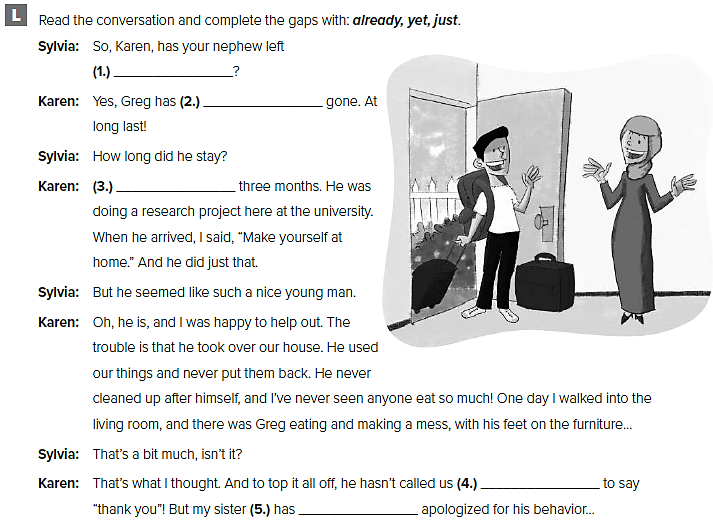 L Read the conversation and complete the gaps with: already, yet, just.
Sylvia: So, Karen, has your nephew left
(1.) ________________?
Karen: Yes, Greg has (2.) ________________ gone. At
long last!
Sylvia: How long did he stay?
Karen: (3.) ________________ three months. He was
doing a research project here at the university.
When he arrived, I said, “Make yourself at
home.” And he did just that.
Sylvia: But he seemed like such a nice young man.
Karen: Oh, he is, and I was happy to help out. The
trouble is that he took over our house. He used
our things and never put them back. He never
cleaned up after himself, and I’ve never seen anyone eat so much! One day I walked into the
living room, and there was Greg eating and making a mess, with his feet on the furniture...
Sylvia: That’s a bit much, isn’t it?
Karen: That’s what I thought. And to top it all off, he hasn’t called us (4.) ________________ to say
“thank you”! But my sister (5.) has ________________ apologized for his behavior...